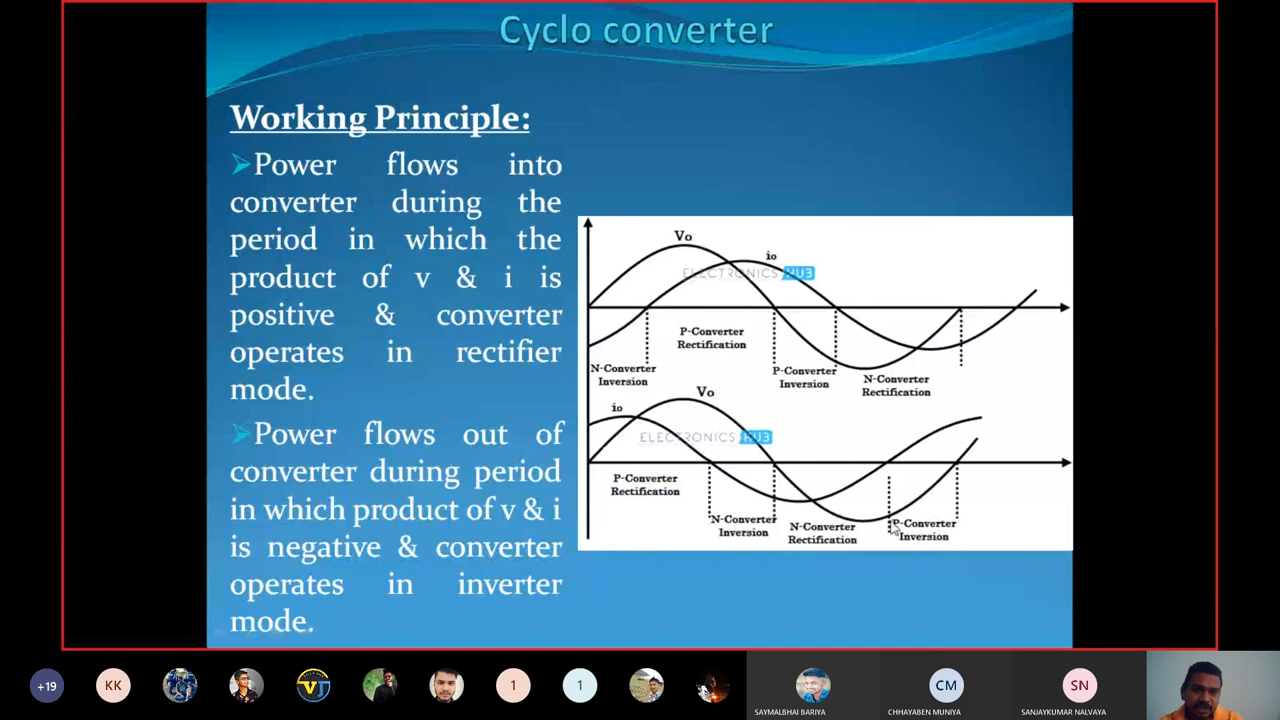 Cyclo converter
Working Principle:
Power flows into
converter during the
period in which the
product of v & i is
positive & converter
operates in rectifier
mode.
Power flows out of
converter during period
in which product of v & i
is negative & converter
operates in inverter
mode.
Vo
io
ELECTRONICS HUB
P-Converter
Rectification
N-Converter
Inversion
P-Converter
Inversion
N-Converter
Rectification
Vo
io
ELECTRONICS HUB
P-Converter
Rectification
N-Converter
Inversion
N-Converter
Rectification
P-Converter
Inversion
+19
KK
VT
1
1
CM
SN
SAYMALBHAI BARIYA
CHHAYABEN MUNIYA
SANJAYKUMAR NALVAYA